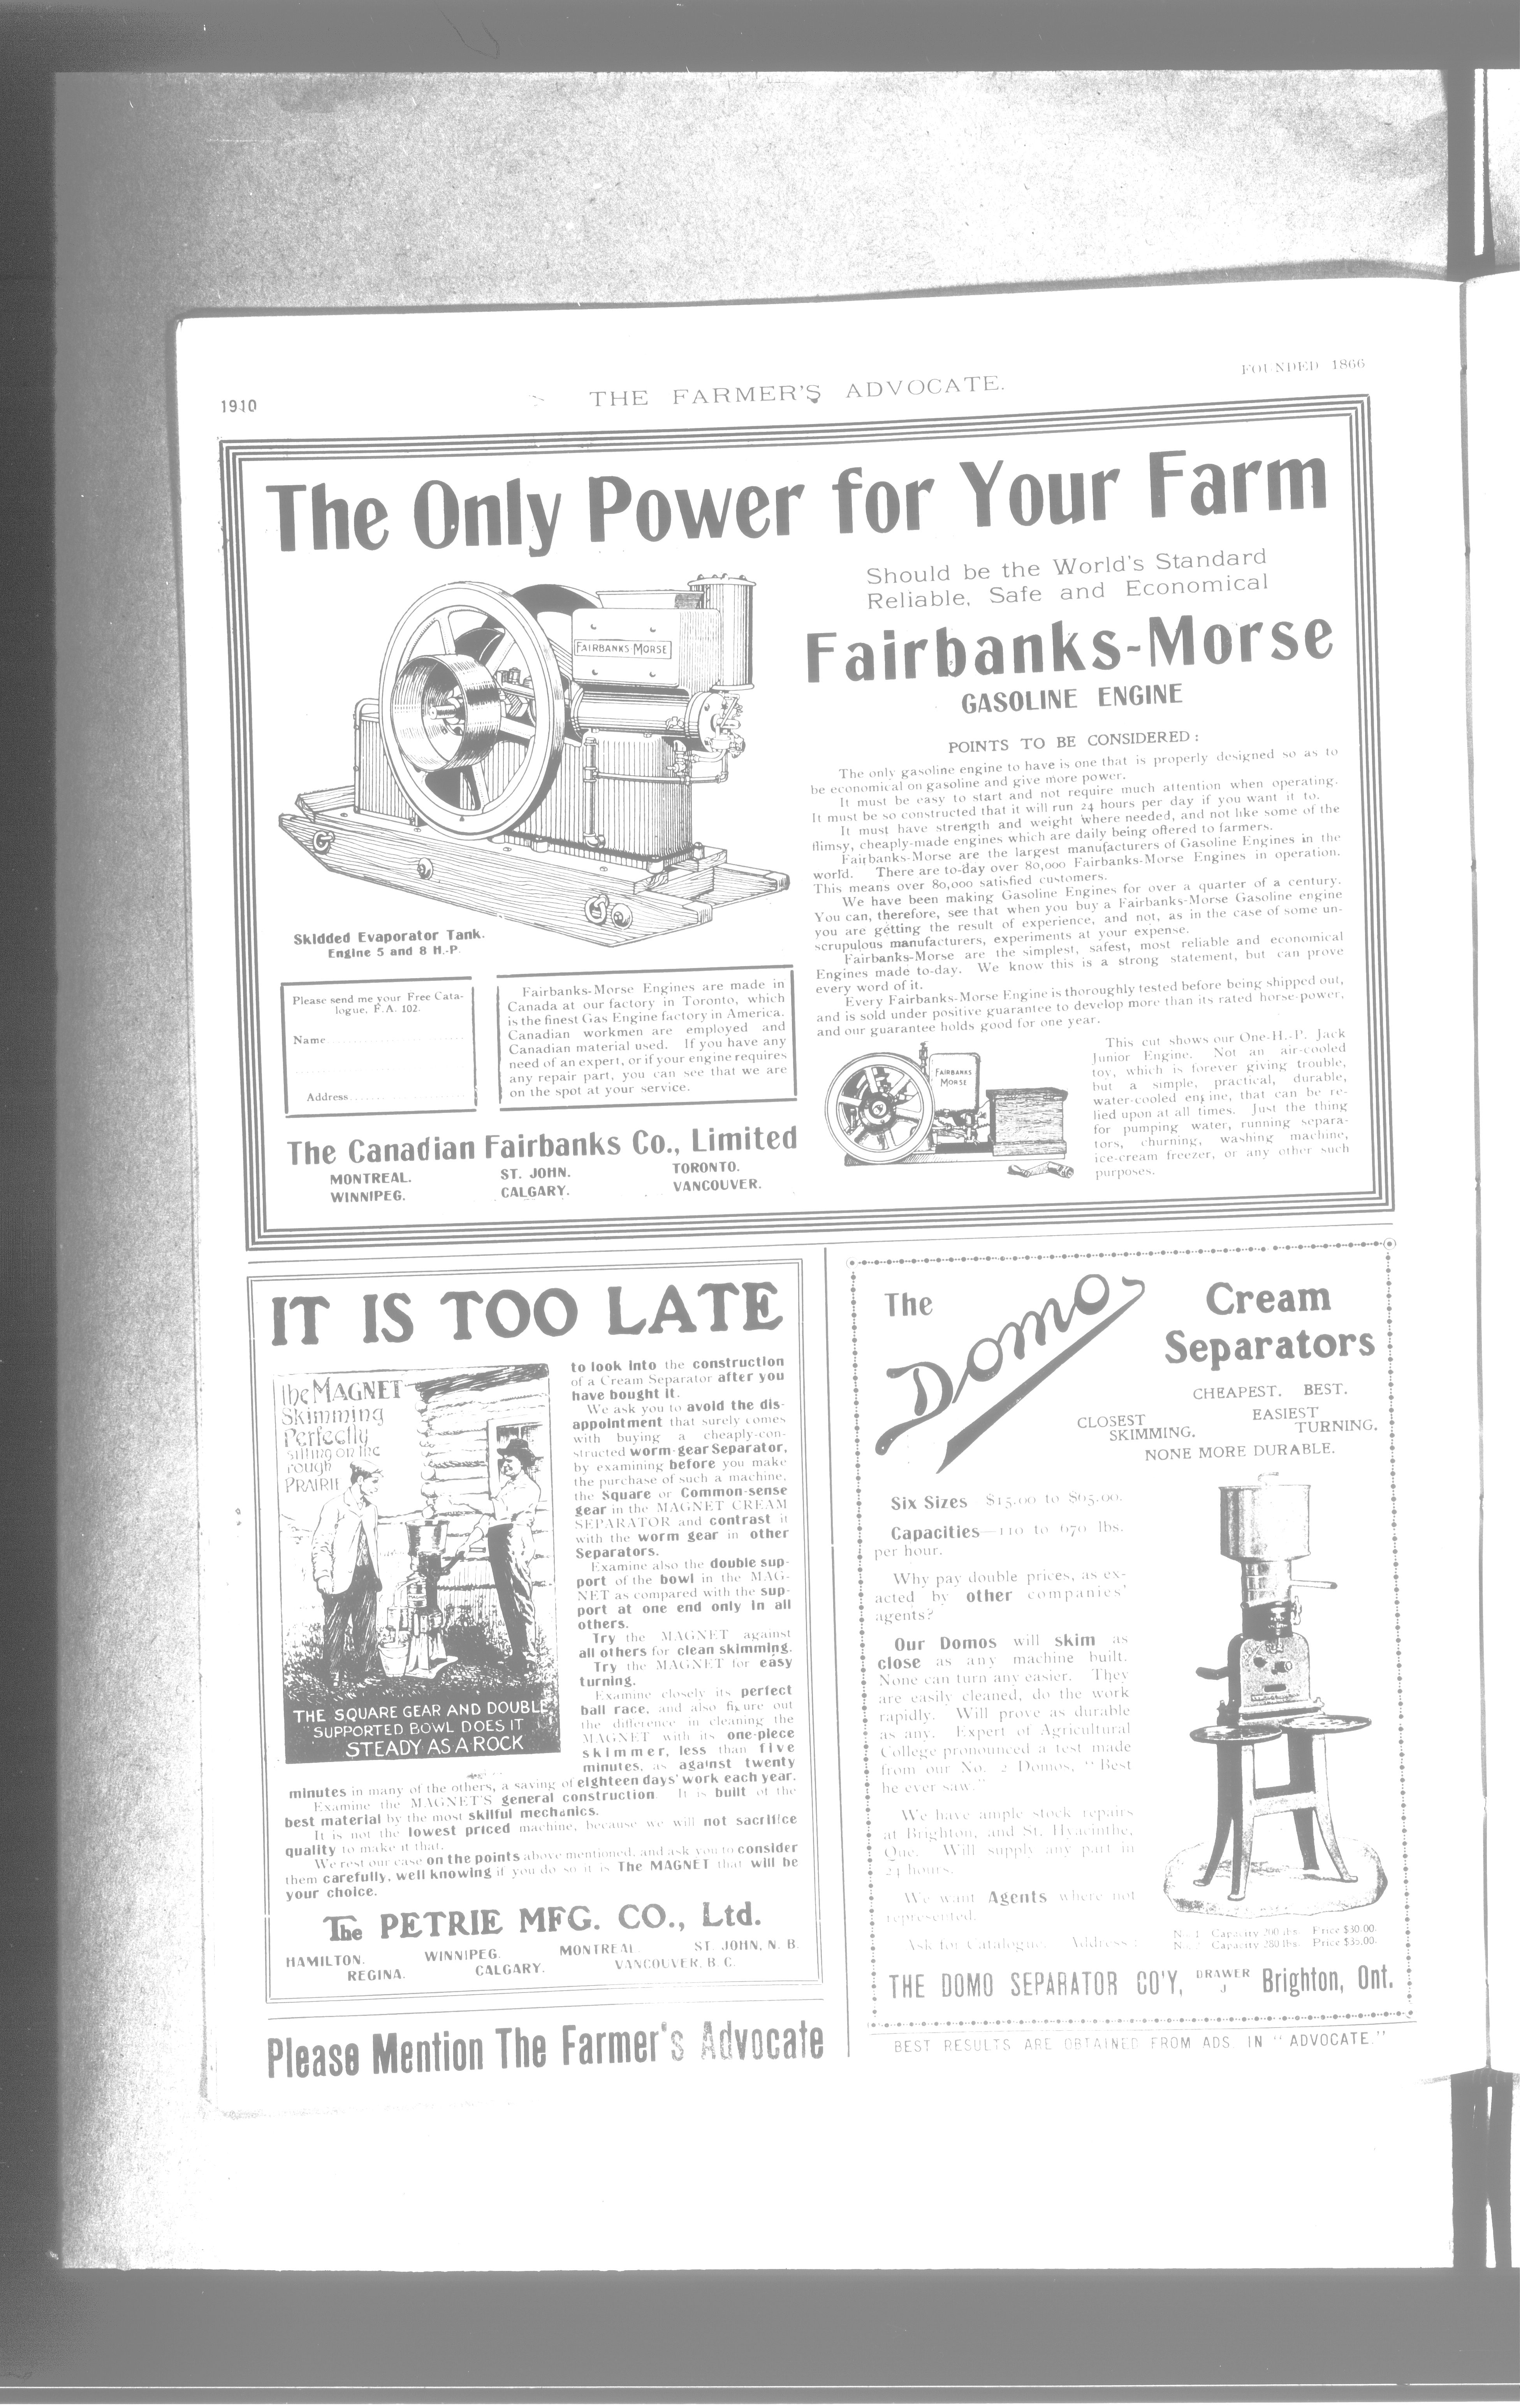 1910
THE FARMER'S ADVOCATE.
FOUNDED 1866
The Only Power for Your Farm
FAIRBANKS MORSE
Skidded Evaporator Tank.
Engine 5 and 8 H.-P.
Should be the World's Standard
Reliable, Safe and Economical
Fairbanks-Morse
GASOLINE ENGINE
POINTS TO BE CONSIDERED:
The only gasoline engine to have is one that is properly designed so as to
be economical on gasoline and give more power.
It must be easy to start and not require much attention when operating.
It must be so constructed that it will run 24 hours per day if you want it to.
It must have strength and weight where needed, and not like some of the
flimsy, cheaply-made engines which are daily being offered to farmers.
Fairbanks-Morse are the largest manufacturers of Gasoline Engines in the
world. There are to-day over 80,000 Fairbanks-Morse Engines in operation.
This means over 80,000 satisfied customers.
We have been making Gasoline Engines for over a quarter of a century.
You can, therefore, see that when you buy a Fairbanks-Morse Gasoline engine
you are getting the result of experience, and not, as in the case of some un-
scrupulous manufacturers, experiments at your expense.
Fairbanks-Morse are the simplest, safest, most reliable and economical
Engines made to-day. We know this is a strong statement, but can prove
every word of it.
Every Fairbanks-Morse Engine is thoroughly tested before being shipped out,
and is sold under positive guarantee to develop more than its rated horse-power,
and our guarantee holds good for one year.
Please send me your Free Cata-
logue, F.A. 102.
Name
Address
Fairbanks-Morse Engines are made in
Canada at our factory in Toronto, which
is the finest Gas Engine factory in America.
Canadian workmen are employed and
Canadian material used. If you have any
need of an expert, or if your engine requires
any repair part, you can see that we are
on the spot at your service.
FAIRBANKS
MORSE
This cut shows our One-H.-P. Jack
Junior Engine. Not an air-cooled
toy, which is forever giving trouble,
but a simple, practical, durable,
water-cooled engine, that can be re-
lied upon at all times. Just the thing
for pumping water, running separa-
tors, churning, washing machine,
ice-cream freezer, or any other such
purposes.
The Canadian Fairbanks Co., Limited
MONTREAL. ST. JOHN. TORONTO.
WINNIPEG. CALGARY. VANCOUVER.
IT IS TOO LATE
The MAGNET
Skimming
Perfectly
sitting on the
rough
PRAIRIE
THE SQUARE GEAR AND DOUBLE
SUPPORTED BOWL DOES IT
STEADY AS A ROCK
to look into the construction
of a Cream Separator after you
have bought it.
We ask you to avoid the dis-
appointment that surely comes
with buying a cheaply-con-
structed worm-gear Separator,
by examining before you make
the purchase of such a machine,
the Square or Common-sense
gear in the MAGNET CREAM
SEPARATOR and contrast it
with the worm gear in other
Separators.
Examine also the double sup-
port of the bowl in the MAG-
NET as compared with the sup-
port at one end only in all
others.
Try the MAGNET against
all others for clean skimming.
Try the MAGNET for easy
turning.
Examine closely its perfect
ball race, and also figure out
the difference in cleaning the
MAGNET with its one-piece
skimmer, less than five
minutes, as against twenty
minutes in many of the others, a saving of eighteen days' work each year.
Examine the MAGNET'S general construction. It is built of the
best material by the most skilful mechanics.
It is not the lowest priced machine, because we will not sacrifice
quality to make it that.
We rest our case on the points above mentioned, and ask you to consider
them carefully, well knowing if you do so it is The MAGNET that will be
your choice.
The PETRIE MFG. CO., Ltd.
HAMILTON. WINNIPEG. MONTREAL. ST. JOHN, N. B.
REGINA. CALGARY. VANCOUVER, B. C.
Please Mention The Farmer's Advocate
The Domo Cream
Separators
CHEAPEST. BEST.
CLOSEST SKIMMING. EASIEST TURNING.
NONE MORE DURABLE.
Six Sizes $15.00 to $65.00.
Capacities—110 to 670 lbs.
per hour.
Why pay double prices, as ex-
acted by other companies'
agents?
Our Domos will skim as
close as any machine built.
None can turn any easier. They
are easily cleaned, do the work
rapidly. Will prove as durable
as any. Expert of Agricultural
College pronounced a test made
from our No. 2 Domos, "Best
he ever saw."
We have ample stock repairs
at Brighton, and St. Hyacinthe,
Que. Will supply any part in
24 hours.
We want Agents where not
represented.
Ask for Catalogue. Address:
Capacity 200 lbs. Price $30.00.
Capacity 280 lbs. Price $35.00.
THE DOMO SEPARATOR CO'Y, DRAWER J Brighton, Ont.
BEST RESULTS ARE OBTAINED FROM ADS. IN "ADVOCATE."